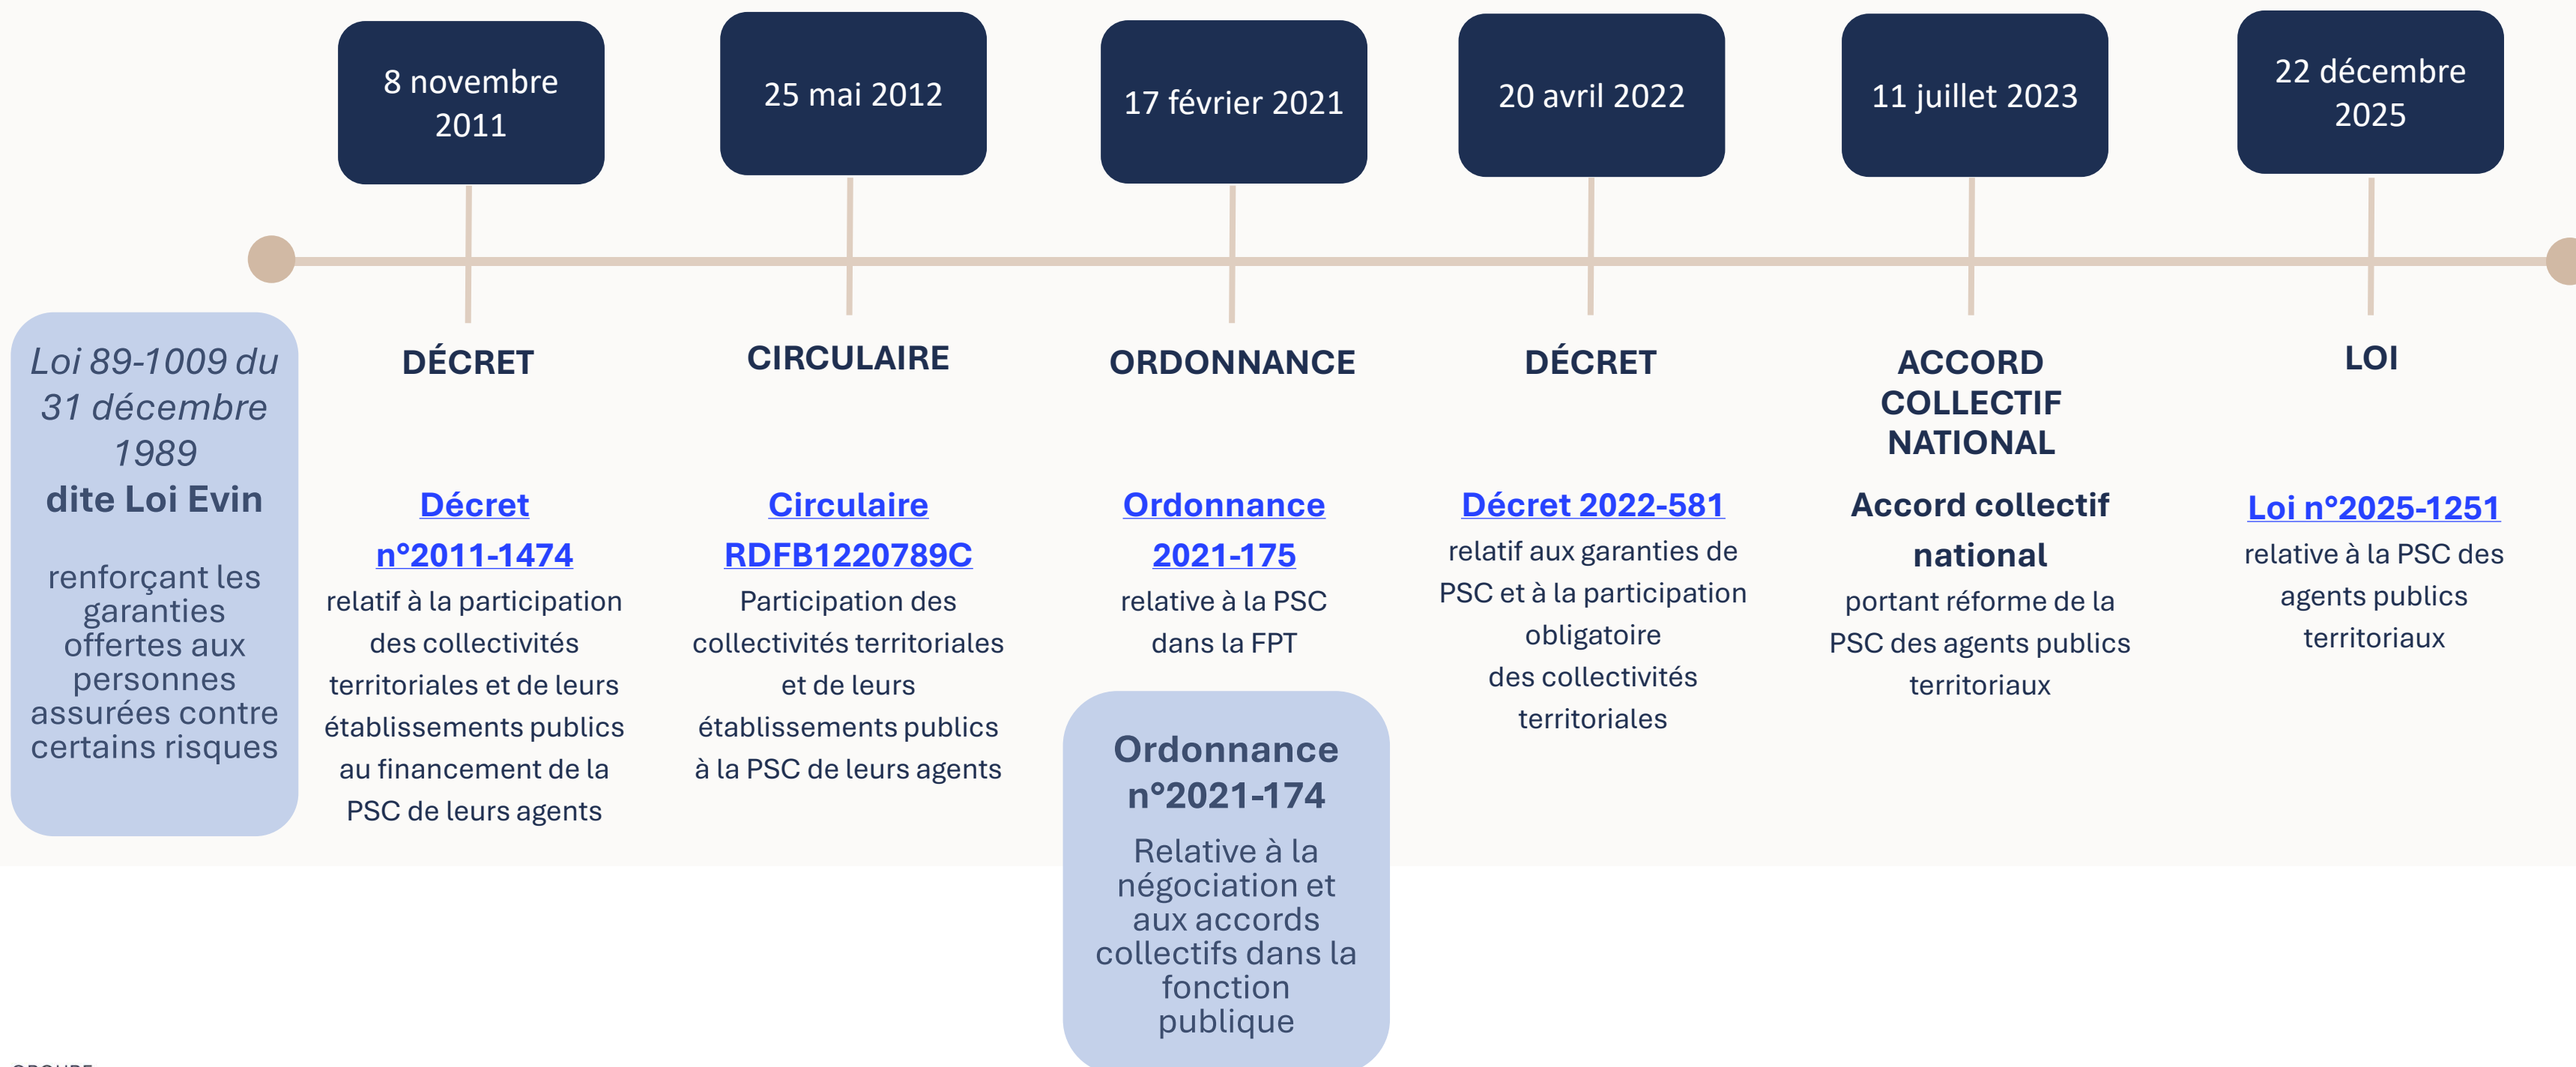 8 novembre
2011
25 mai 2012
17 février 2021
20 avril 2022
11 juillet 2023
22 décembre
2025
Loi 89-1009 du
31 décembre
1989
dite Loi Evin
renforçant les
garanties
offertes aux
personnes
assurées contre
certains risques
DÉCRET
Décret
n°2011-1474
relatif à la participation
des collectivités
territoriales et de leurs
établissements publics
au financement de la
PSC de leurs agents
CIRCULAIRE
Circulaire
RDFB1220789C
Participation des
collectivités territoriales
et de leurs
établissements publics
à la PSC de leurs agents
ORDONNANCE
Ordonnance
2021-175
relative à la PSC
dans la FPT
Ordonnance
n°2021-174
Relative à la
négociation et
aux accords
collectifs dans la
fonction
publique
DÉCRET
Décret 2022-581
relatif aux garanties de
PSC et à la participation
obligatoire
des collectivités
territoriales
ACCORD
COLLECTIF
NATIONAL
Accord collectif
national
portant réforme de la
PSC des agents publics
territoriaux
LOI
Loi n°2025-1251
relative à la PSC des
agents publics
territoriaux
GROUPE